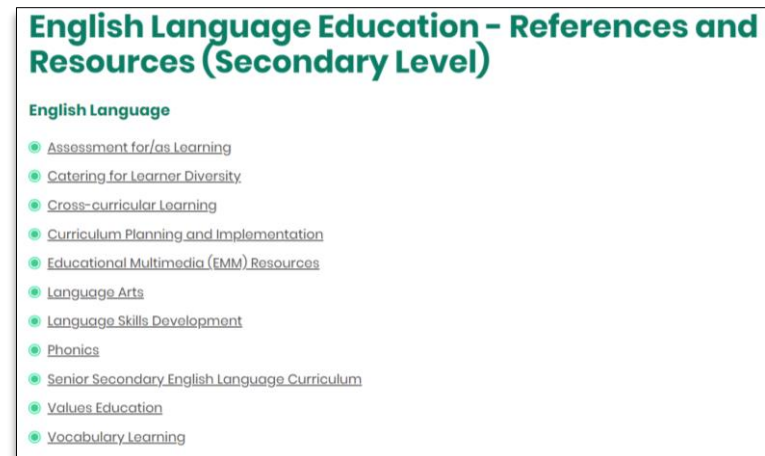 English Language Education - References and
Resources (Secondary Level)
English Language
Assessment for/as Learning
Catering for Learner Diversity
Cross-curricular Learning
Curriculum Planning and Implementation
Educational Multimedia (EMM) Resources
Language Arts
Language Skills Development
Phonics
Senior Secondary English Language Curriculum
Values Education
Vocabulary Learning